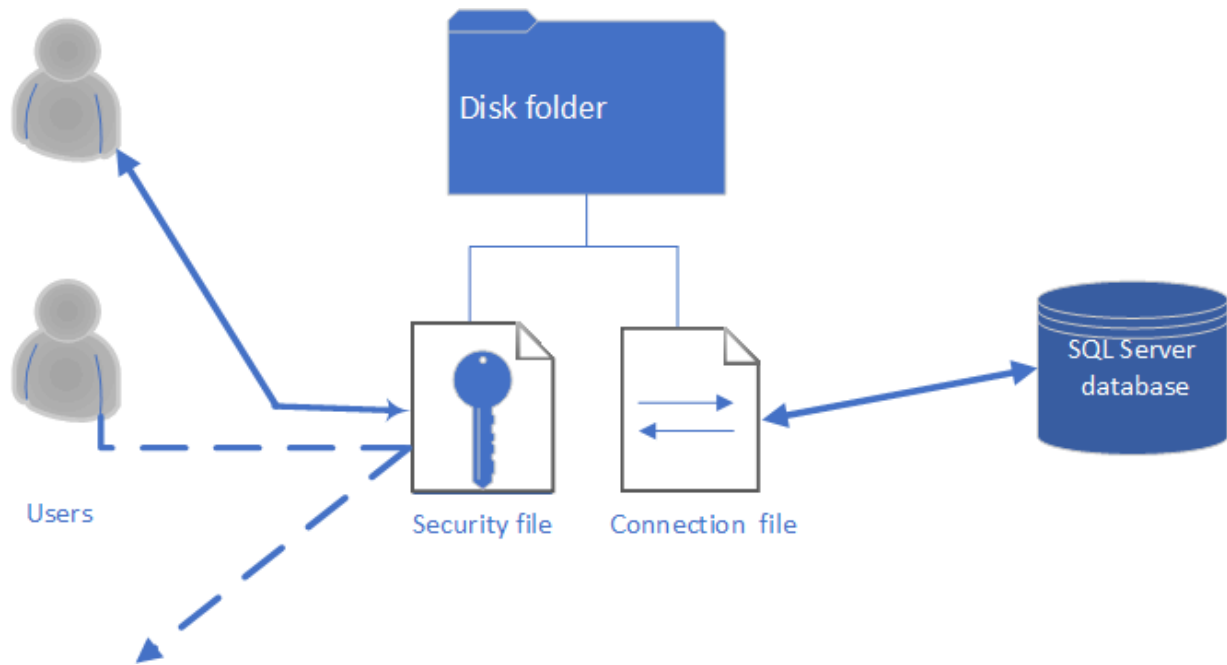 Disk folder
SQL Server
database
Users
Security file
Connection file